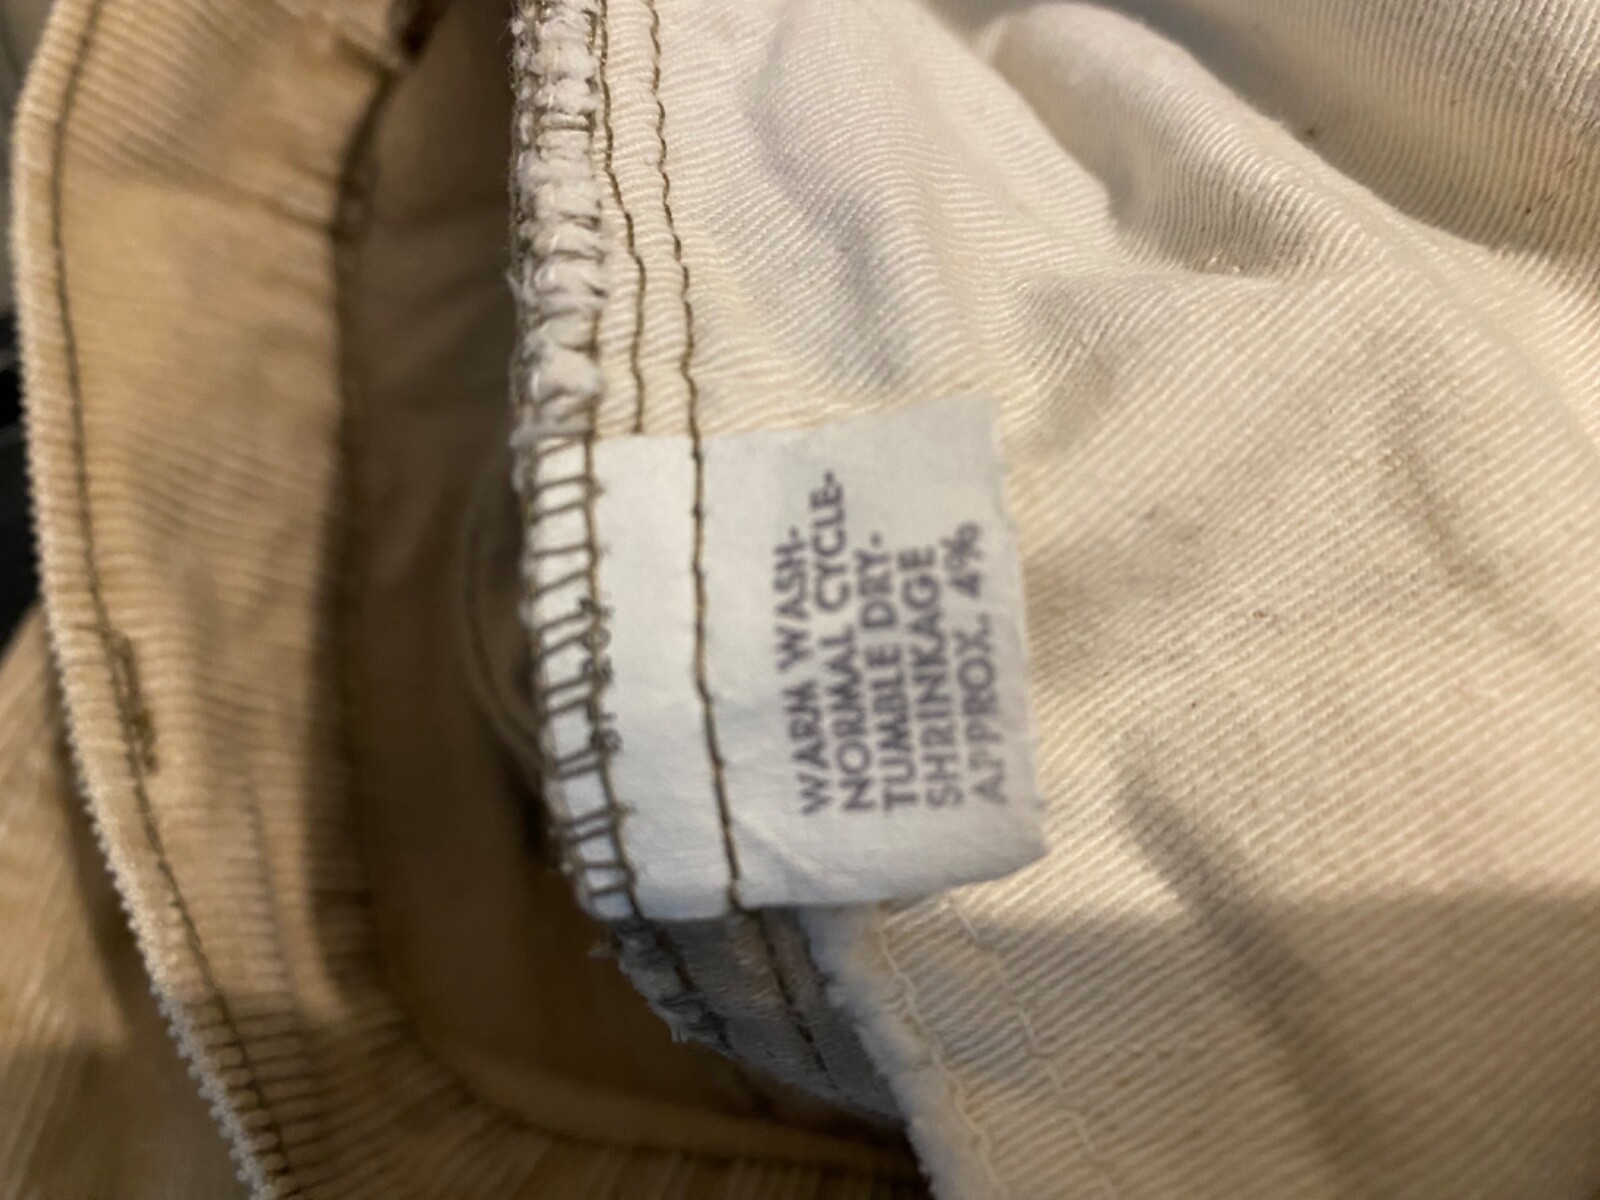 WARM WASH-
NORMAL CYCLE-
TUMBLE DRY-
SHRINKAGE
APPROX. 4%